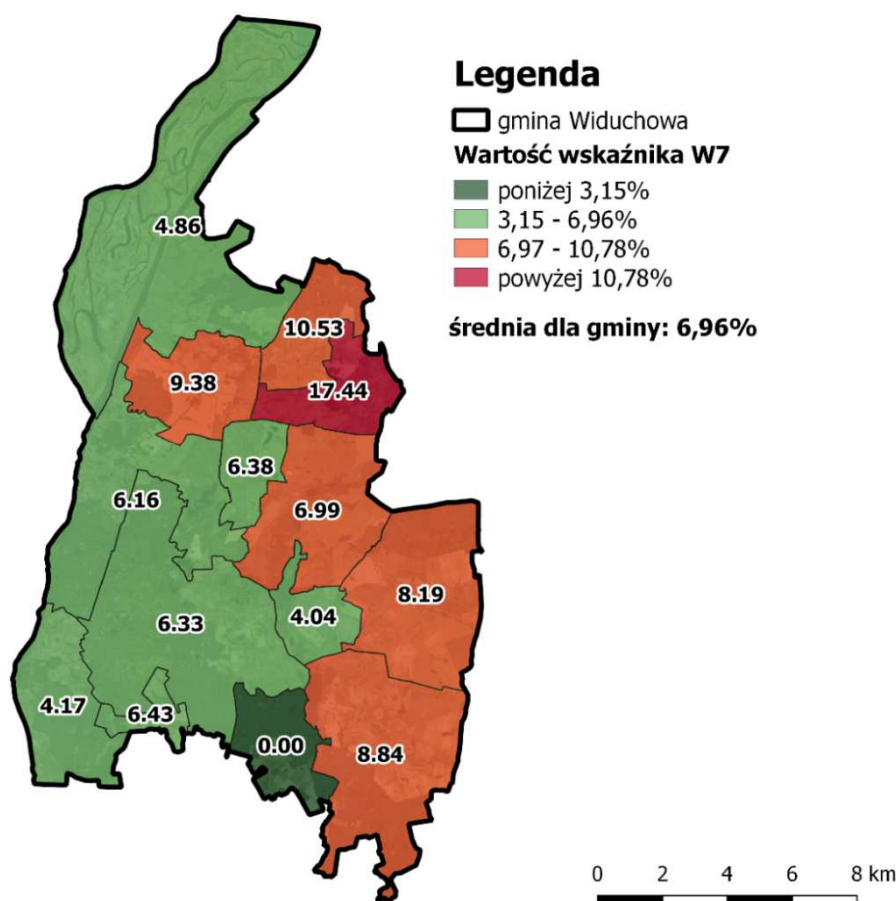 Legenda
gmina Widuchowa
Wartość wskaźnika W7
poniżej 3,15%
3,15 - 6,96%
6,97 - 10,78%
powyżej 10,78%
średnia dla gminy: 6,96%
4.86
10.53
9.38
17.44
6.38
6.16
6.99
8.19
6.33
4.04
4.17
6.43
0.00
8.84
0 2 4 6 8 km